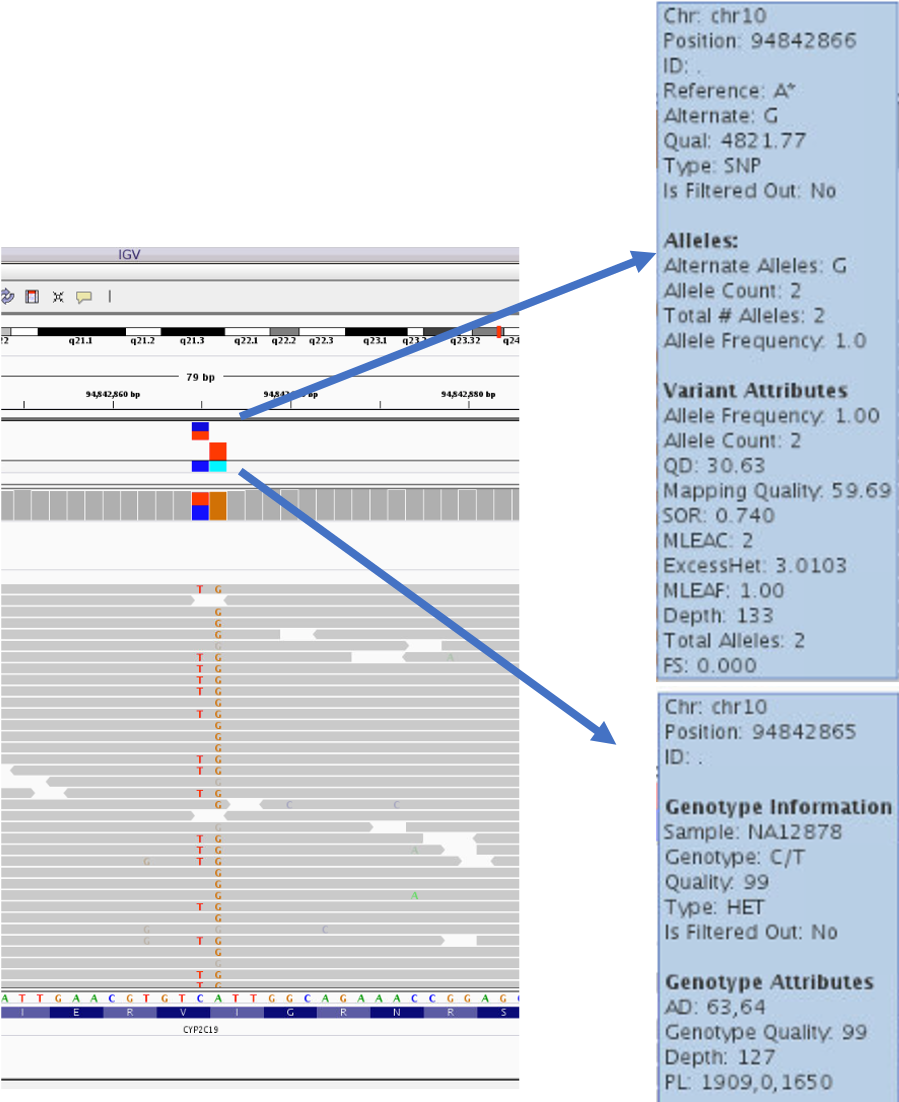 IGV
q21.1 q21.2 q21.3 q22.1 q22.2 q22.3 q23.1 q23.32 q24
79 bp
94,842,860 bp 94,842,880 bp
T G
G
G
G
G
T G A
T G
T G
T G
G
T G
G
G
G
T G
T G
G
T G
G C C
G
T G
T G A
G T G
G
G
G A
T G
G
G G C
G T G
G
G
T G
T G
A T T G A A C G T G T C A T T G G C A G A A A C C G G A G
I E R V I G R N R S
CYP2C19
Chr: chr10
Position: 94842866
ID: .
Reference: A*
Alternate: G
Qual: 4821.77
Type: SNP
Is Filtered Out: No
Alleles:
Alternate Alleles: G
Allele Count: 2
Total # Alleles: 2
Allele Frequency: 1.0
Variant Attributes
Allele Frequency: 1.00
Allele Count: 2
QD: 30.63
Mapping Quality: 59.69
SOR: 0.740
MLEAC: 2
ExcessHet: 3.0103
MLEAF: 1.00
Depth: 133
Total Alleles: 2
FS: 0.000
Chr: chr10
Position: 94842865
ID: .
Genotype Information
Sample: NA12878
Genotype: C/T
Quality: 99
Type: HET
Is Filtered Out: No
Genotype Attributes
AD: 63,64
Genotype Quality: 99
Depth: 127
PL: 1909,0,1650